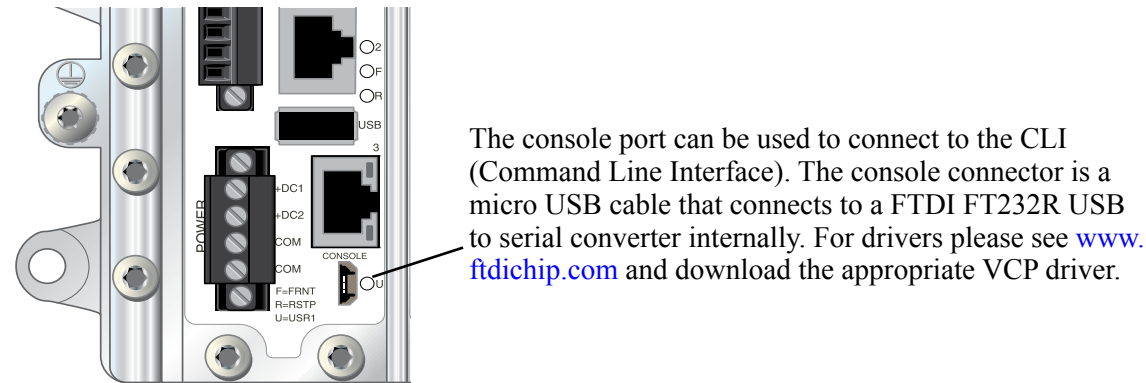 2
F
R
USB
3
POWER
+DC1
+DC2
COM
COM
CONSOLE
U
F=FRNT
R=RSTP
U=USR1
The console port can be used to connect to the CLI
(Command Line Interface). The console connector is a
micro USB cable that connects to a FTDI FT232R USB
to serial converter internally. For drivers please see www.
ftdichip.com and download the appropriate VCP driver.